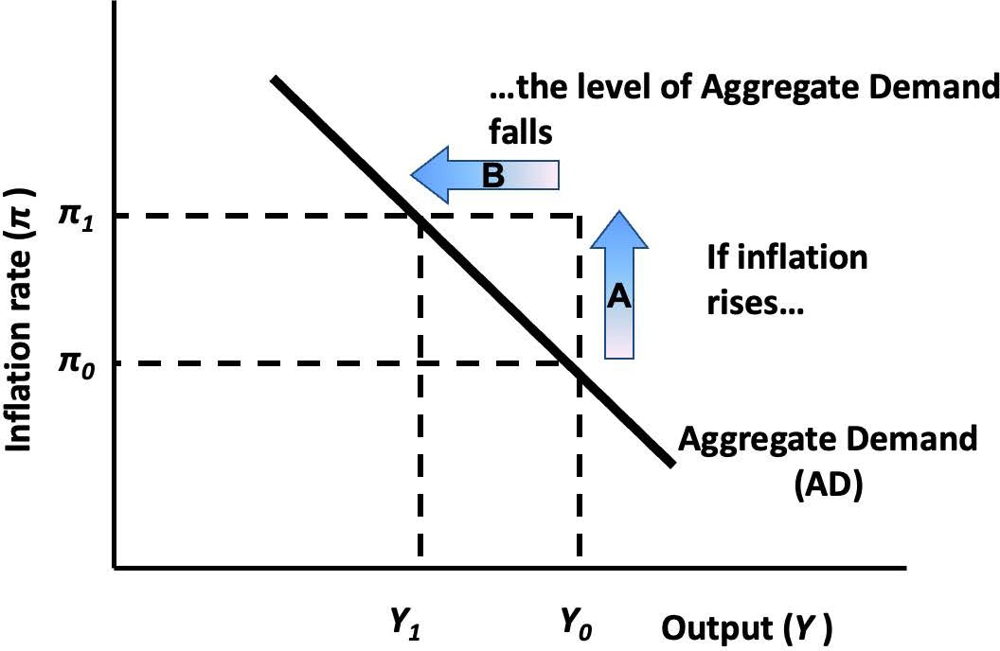 ...the level of Aggregate Demand
falls
B
π1
If inflation
rises...
A
Inflation rate (π )
π0
Aggregate Demand
(AD)
Y1
Y0
Output (Y )